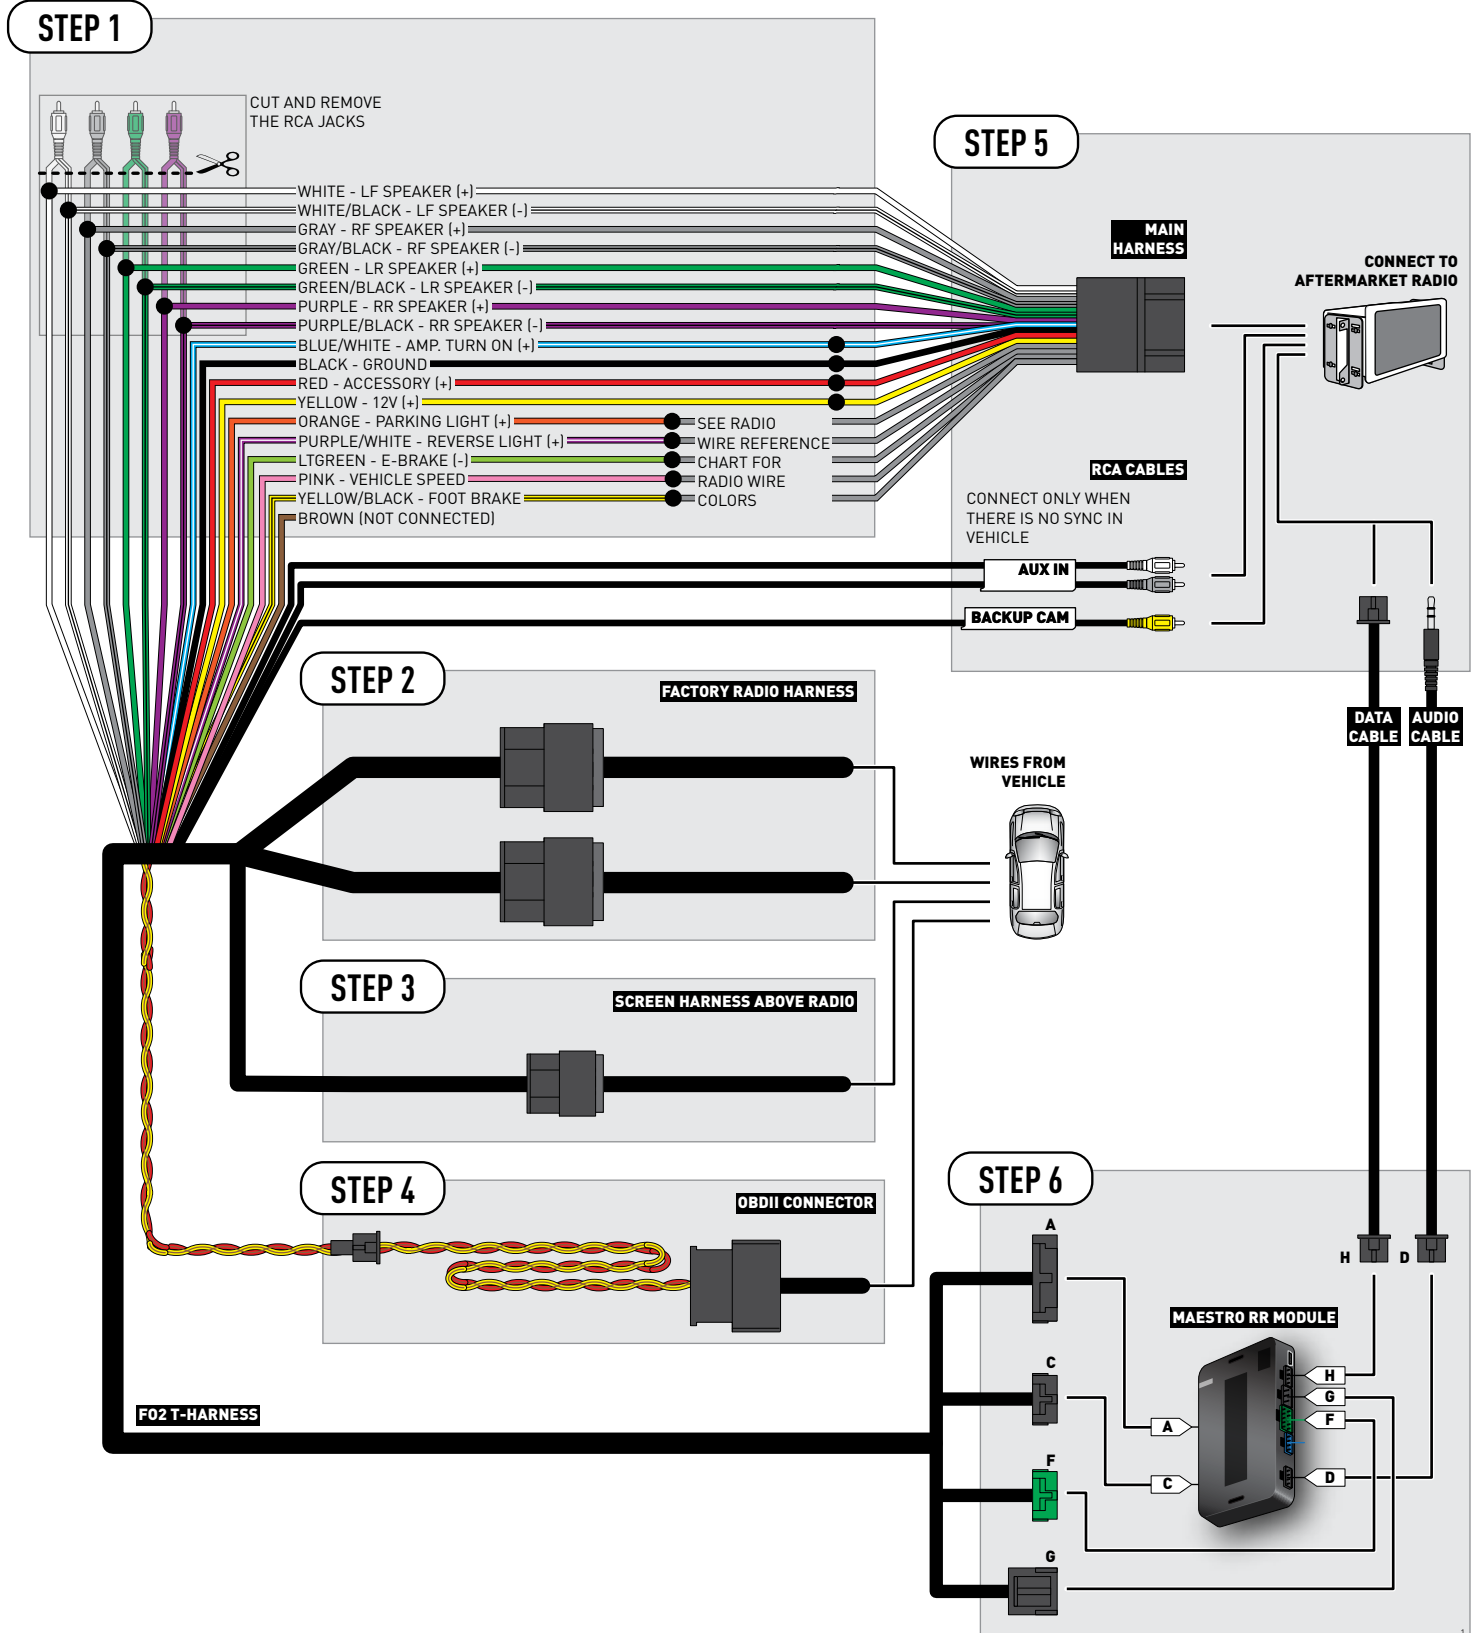 STEP 1
CUT AND REMOVE
THE RCA JACKS
WHITE - LF SPEAKER (+)
WHITE/BLACK - LF SPEAKER (-)
GRAY - RF SPEAKER (+)
GRAY/BLACK - RF SPEAKER (-)
GREEN - LR SPEAKER (+)
GREEN/BLACK - LR SPEAKER (-)
PURPLE - RR SPEAKER (+)
PURPLE/BLACK - RR SPEAKER (-)
BLUE/WHITE - AMP. TURN ON (+)
BLACK - GROUND
RED - ACCESSORY (+)
YELLOW - 12V (+)
ORANGE - PARKING LIGHT (+)
PURPLE/WHITE - REVERSE LIGHT (+)
LTGREEN - E-BRAKE (-)
PINK - VEHICLE SPEED
YELLOW/BLACK - FOOT BRAKE
BROWN (NOT CONNECTED)
SEE RADIO
WIRE REFERENCE
CHART FOR
RADIO WIRE
COLORS
STEP 5
MAIN
HARNESS
CONNECT TO
AFTERMARKET RADIO
RCA CABLES
CONNECT ONLY WHEN
THERE IS NO SYNC IN
VEHICLE
AUX IN
BACKUP CAM
DATA
CABLE
AUDIO
CABLE
STEP 2
FACTORY RADIO HARNESS
WIRES FROM
VEHICLE
STEP 3
SCREEN HARNESS ABOVE RADIO
STEP 4
OBDII CONNECTOR
FO2 T-HARNESS
STEP 6
A
C
F
G
H
D
MAESTRO RR MODULE
H
G
F
D
A
C
1